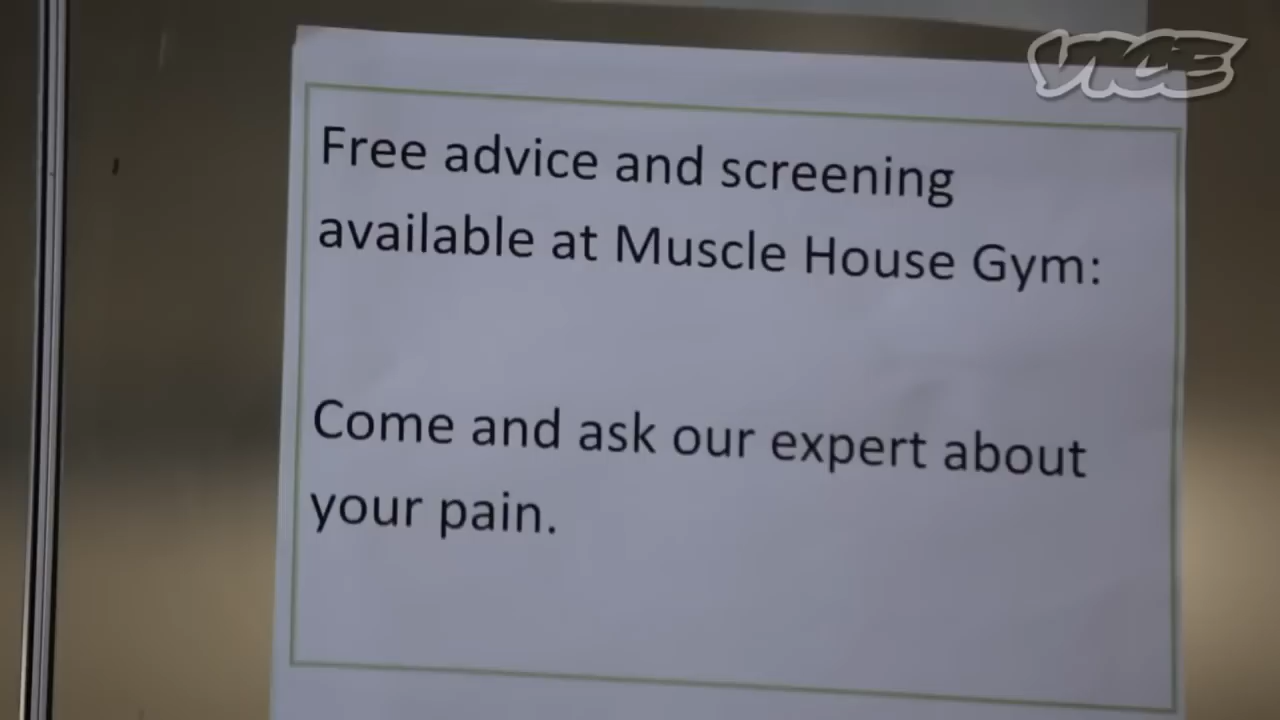 VICE
Free advice and screening
available at Muscle House Gym:
Come and ask our expert about
your pain.